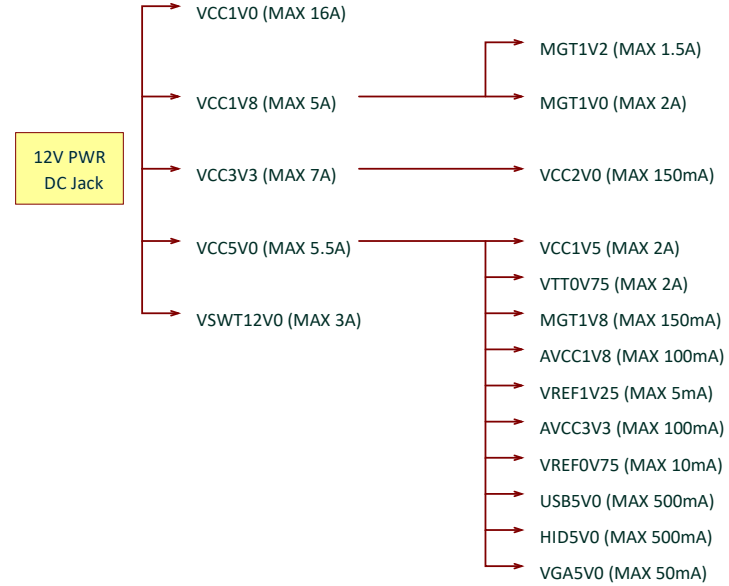 VCC1V0 (MAX 16A)
MGT1V2 (MAX 1.5A)
VCC1V8 (MAX 5A)
MGT1V0 (MAX 2A)
12V PWR
DC Jack
VCC3V3 (MAX 7A)
VCC2V0 (MAX 150mA)
VCC5V0 (MAX 5.5A)
VCC1V5 (MAX 2A)
VTT0V75 (MAX 2A)
VSWT12V0 (MAX 3A)
MGT1V8 (MAX 150mA)
AVCC1V8 (MAX 100mA)
VREF1V25 (MAX 5mA)
AVCC3V3 (MAX 100mA)
VREF0V75 (MAX 10mA)
USB5V0 (MAX 500mA)
HID5V0 (MAX 500mA)
VGA5V0 (MAX 50mA)